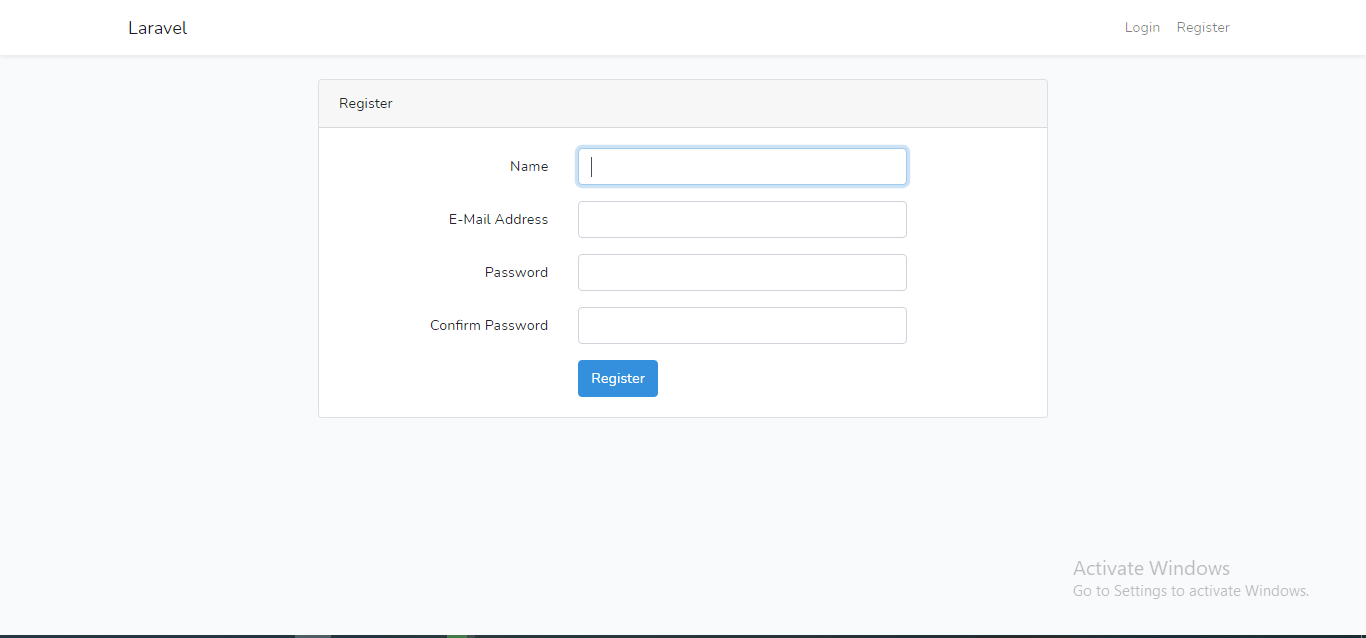 Laravel
Login Register
Register
Name
E-Mail Address
Password
Confirm Password
Register
Activate Windows
Go to Settings to activate Windows.